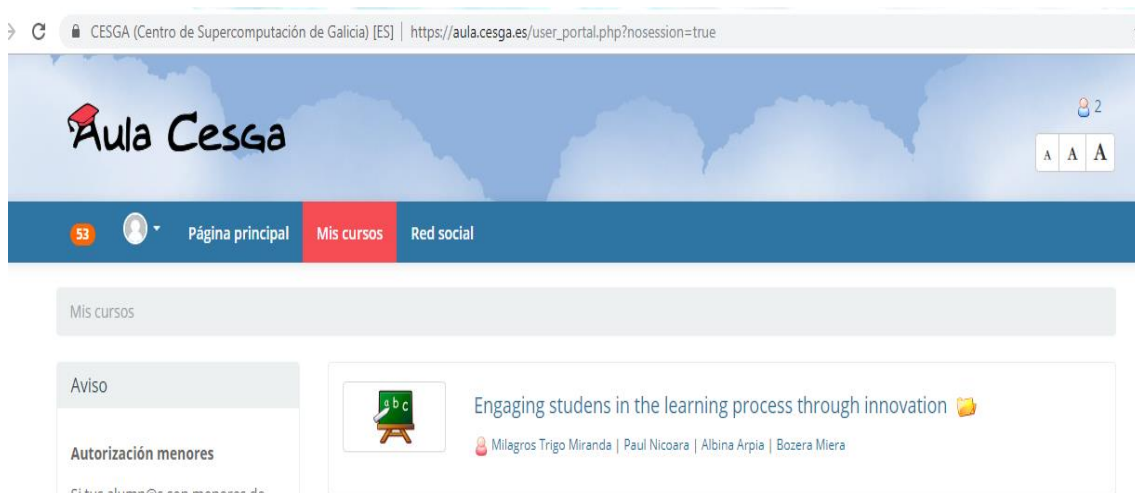 CESGA (Centro de Supercomputación de Galicia) [ES] | https://aula.cesga.es/user_portal.php?nosession=true
Aula Cesga
2
A A A
53 Página principal Mis cursos Red social
Mis cursos
Aviso
Autorización menores
abc
Engaging studens in the learning process through innovation
Milagros Trigo Miranda | Paul Nicoara | Albina Arpia | Bozera Miera